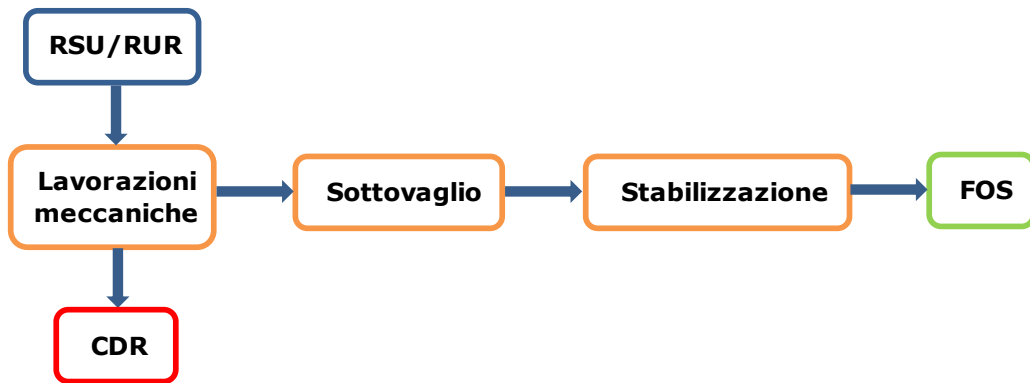 RSU/RUR
Lavorazioni
meccaniche
Sottovaglio
Stabilizzazione
FOS
CDR